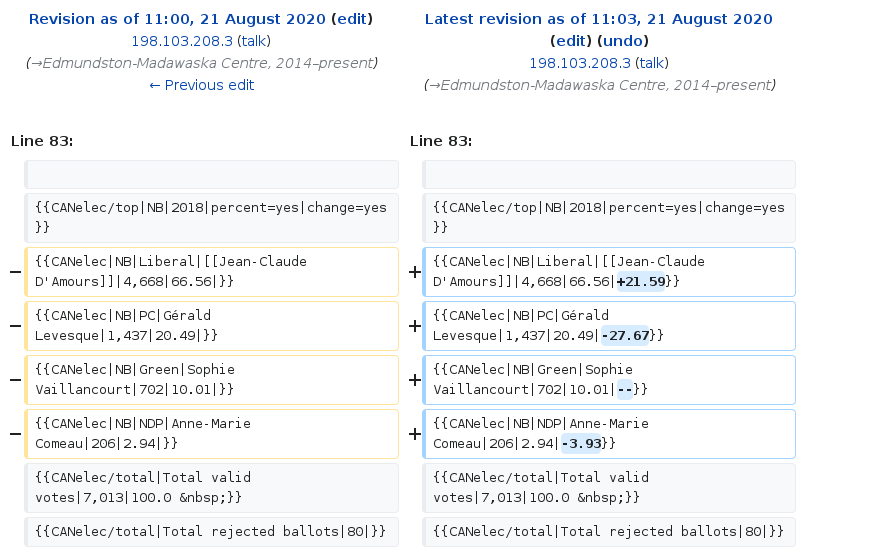 Revision as of 11:00, 21 August 2020 (edit)
198.103.208.3 (talk)
(→Edmundston-Madawaska Centre, 2014–present)
← Previous edit
Latest revision as of 11:03, 21 August 2020
(edit) (undo)
198.103.208.3 (talk)
(→Edmundston-Madawaska Centre, 2014–present)
Line 83:
Line 83:
{{CANelec/top|NB|2018|percent=yes|change=yes
}}
{{CANelec/top|NB|2018|percent=yes|change=yes
}}
− {{CANelec|NB|Liberal|[[Jean-Claude
D'Amours]]|4,668|66.56|}}
+ {{CANelec|NB|Liberal|[[Jean-Claude
D'Amours]]|4,668|66.56|+21.59}}
− {{CANelec|NB|PC|Gérald
Levesque|1,437|20.49|}}
+ {{CANelec|NB|PC|Gérald
Levesque|1,437|20.49|-27.67}}
− {{CANelec|NB|Green|Sophie
Vaillancourt|702|10.01|}}
+ {{CANelec|NB|Green|Sophie
Vaillancourt|702|10.01|--}}
− {{CANelec|NB|NDP|Anne-Marie
Comeau|206|2.94|}}
+ {{CANelec|NB|NDP|Anne-Marie
Comeau|206|2.94|-3.93}}
{{CANelec/total|Total valid
votes|7,013|100.0 &nbsp;}}
{{CANelec/total|Total valid
votes|7,013|100.0 &nbsp;}}
{{CANelec/total|Total rejected ballots|80|}}
{{CANelec/total|Total rejected ballots|80|}}